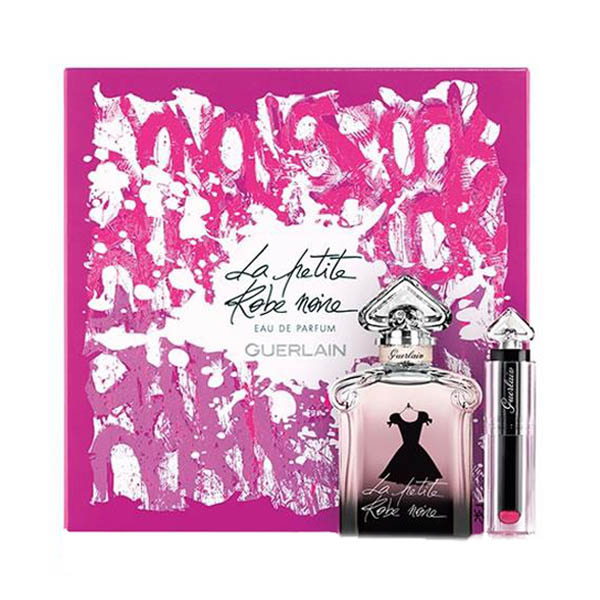 La petite
Robe noire
EAU DE PARFUM
GUERLAIN
Guerlain
La petite
Robe noire
Guerlain